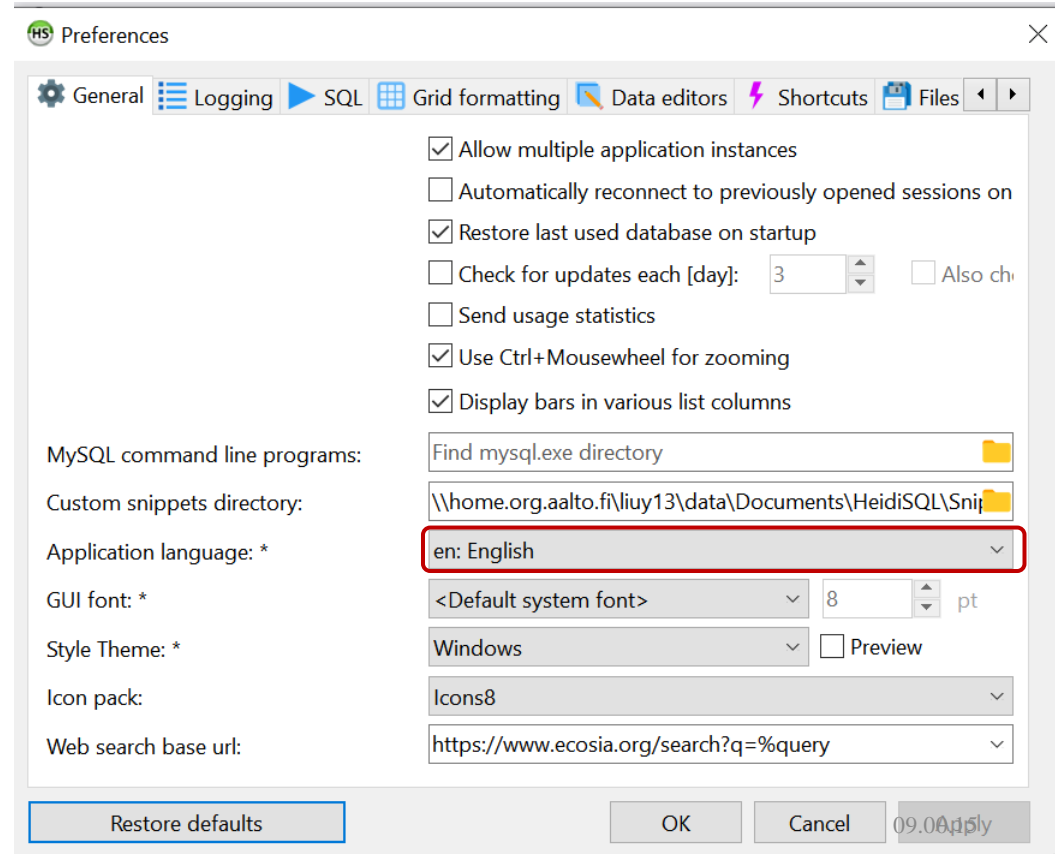 HS Preferences
General Logging SQL Grid formatting Data editors Shortcuts Files
Allow multiple application instances
Automatically reconnect to previously opened sessions on
Restore last used database on startup
Check for updates each [day]: 3 Also ch
Send usage statistics
Use Ctrl+Mousewheel for zooming
Display bars in various list columns
MySQL command line programs: Find mysql.exe directory
Custom snippets directory: \\home.org.aalto.fi\liuy13\data\Documents\HeidiSQL\Snip
Application language: * en: English
GUI font: * <Default system font> 8 pt
Style Theme: * Windows Preview
Icon pack: Icons8
Web search base url: https://www.ecosia.org/search?q=%query
Restore defaults OK Cancel Apply